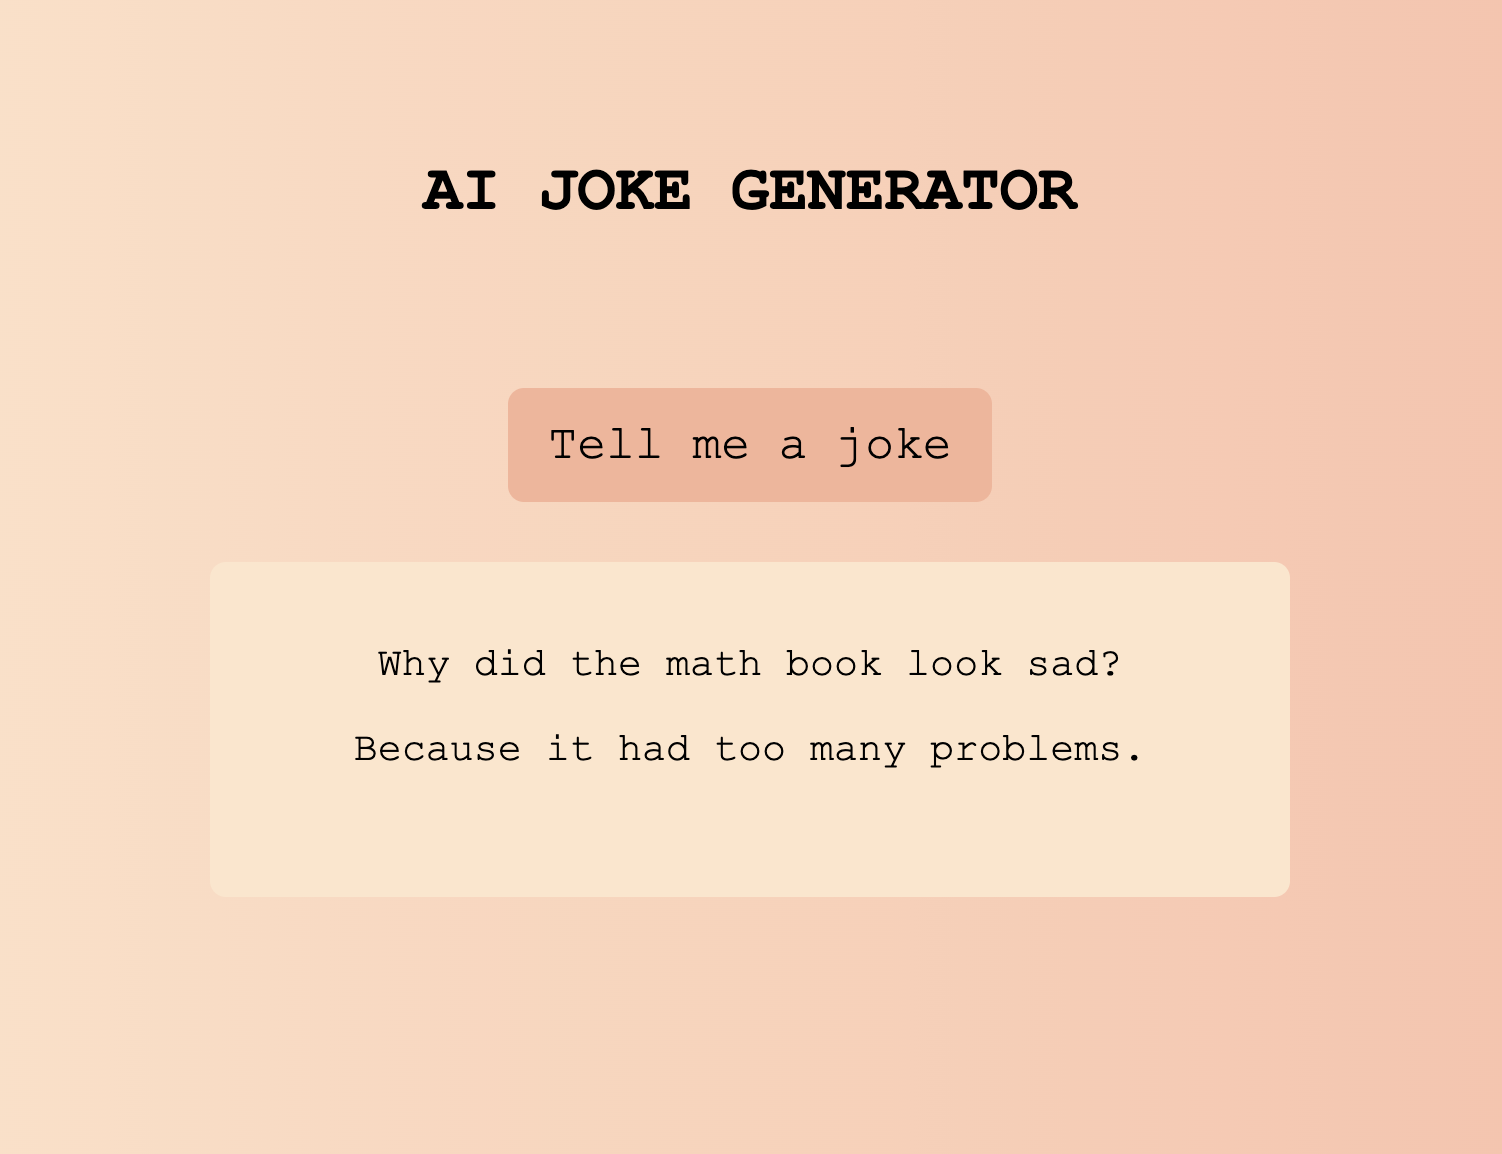 AI JOKE GENERATOR
Tell me a joke
Why did the math book look sad?
Because it had too many problems.